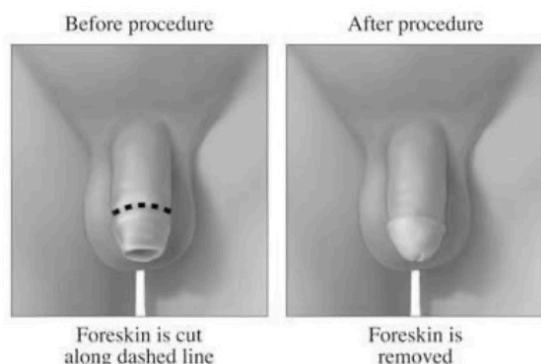 Before procedure
After procedure
Foreskin is cut
along dashed line
Foreskin is
removed